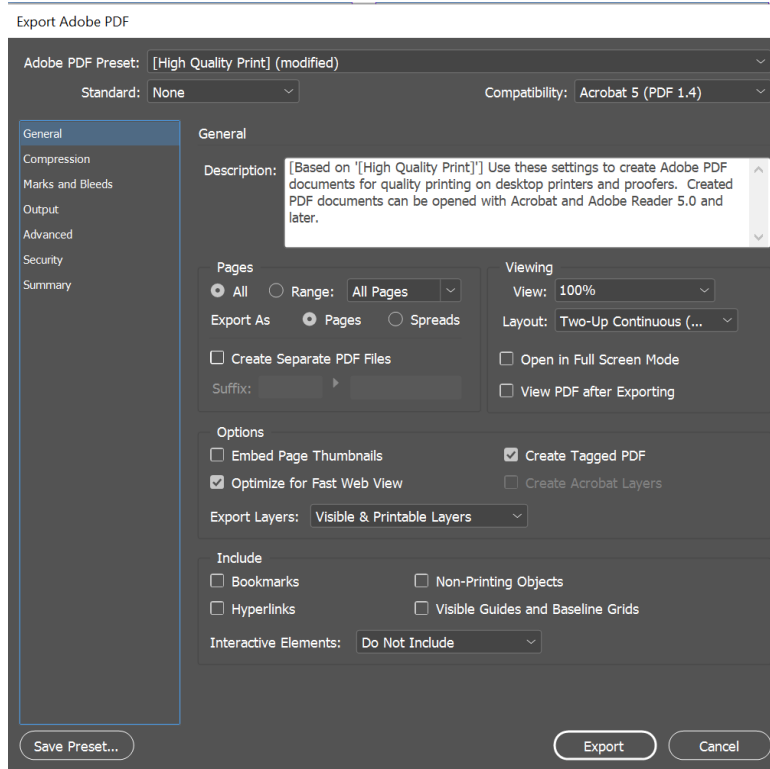 Export Adobe PDF
Adobe PDF Preset: [High Quality Print] (modified)
Standard: None
Compatibility: Acrobat 5 (PDF 1.4)
General
Compression
Marks and Bleeds
Output
Advanced
Security
Summary
General
Description: [Based on '[High Quality Print]'] Use these settings to create Adobe PDF
documents for quality printing on desktop printers and proofers.  Created
PDF documents can be opened with Acrobat and Adobe Reader 5.0 and
later.
Pages
All Range: All Pages
Export As Pages Spreads
Create Separate PDF Files
Suffix:
Viewing
View: 100%
Layout: Two-Up Continuous (...
Open in Full Screen Mode
View PDF after Exporting
Options
Embed Page Thumbnails
Create Tagged PDF
Optimize for Fast Web View
Create Acrobat Layers
Export Layers: Visible & Printable Layers
Include
Bookmarks
Non-Printing Objects
Hyperlinks
Visible Guides and Baseline Grids
Interactive Elements: Do Not Include
Save Preset...
Export
Cancel